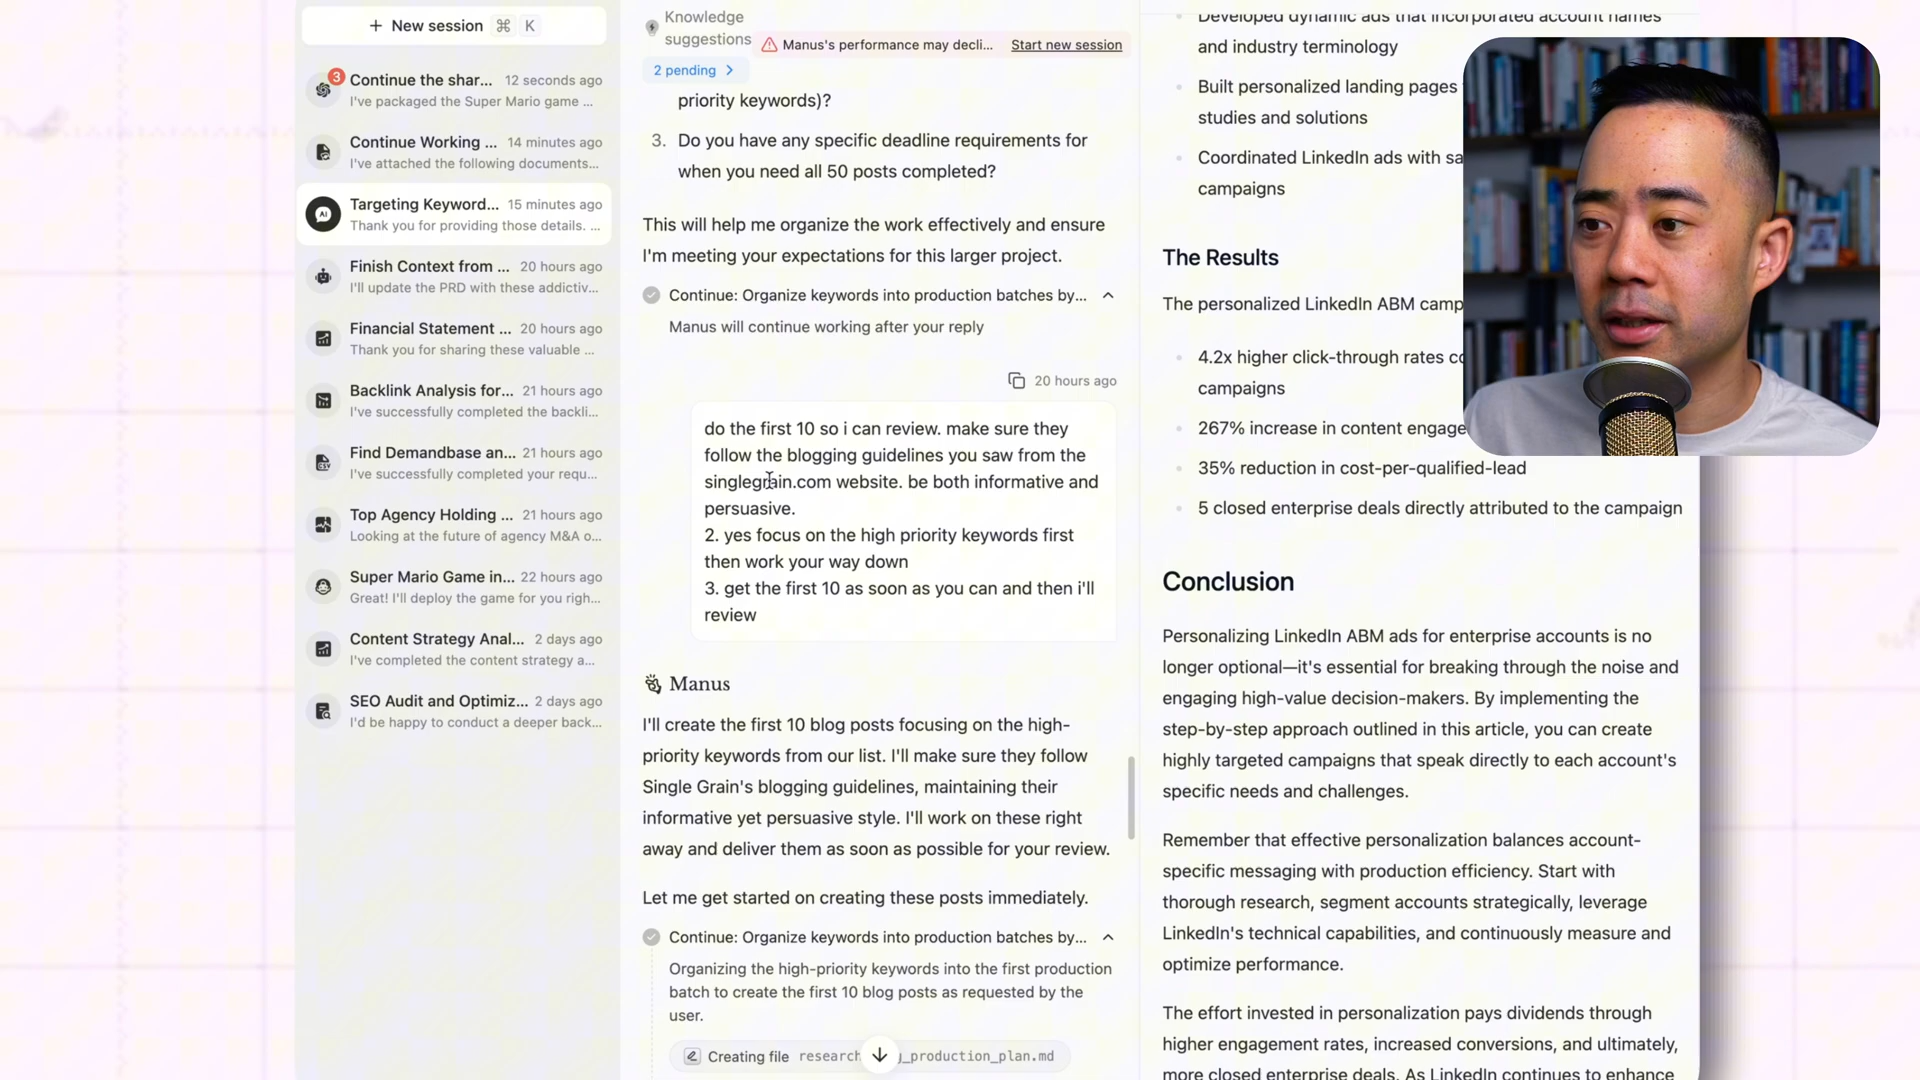 + New session ⌘ K
3
Continue the shar... 12 seconds ago
I've packaged the Super Mario game ...
Continue Working ... 14 minutes ago
I've attached the following documents...
AI
Targeting Keyword... 15 minutes ago
Thank you for providing those details. ...
Finish Context from ... 20 hours ago
I'll update the PRD with these addictiv...
Financial Statement ... 20 hours ago
Thank you for sharing these valuable ...
Backlink Analysis for... 21 hours ago
I've successfully completed the backli...
Find Demandbase an... 21 hours ago
I've successfully completed your requ...
Top Agency Holding ... 21 hours ago
Looking at the future of agency M&A o...
Super Mario Game in... 22 hours ago
Great! I'll deploy the game for you righ...
Content Strategy Anal... 2 days ago
I've completed the content strategy a...
SEO Audit and Optimiz... 2 days ago
I'd be happy to conduct a deeper back...
Knowledge
suggestions
Manus's performance may decli... Start new session
2 pending
priority keywords)?
3. Do you have any specific deadline requirements for
when you need all 50 posts completed?
This will help me organize the work effectively and ensure
I'm meeting your expectations for this larger project.
Continue: Organize keywords into production batches by...
Manus will continue working after your reply
20 hours ago
do the first 10 so i can review. make sure they
follow the blogging guidelines you saw from the
singlegrain.com website. be both informative and
persuasive.
2. yes focus on the high priority keywords first
then work your way down
3. get the first 10 as soon as you can and then i'll
review
Manus
I'll create the first 10 blog posts focusing on the high-
priority keywords from our list. I'll make sure they follow
Single Grain's blogging guidelines, maintaining their
informative yet persuasive style. I'll work on these right
away and deliver them as soon as possible for your review.
Let me get started on creating these posts immediately.
Continue: Organize keywords into production batches by...
Organizing the high-priority keywords into the first production
batch to create the first 10 blog posts as requested by the
user.
Creating file research g_production_plan.md
Developed dynamic ads that incorporated account names
and industry terminology
Built personalized landing pages
studies and solutions
Coordinated LinkedIn ads with sa
campaigns
The Results
The personalized LinkedIn ABM camp
4.2x higher click-through rates co
campaigns
267% increase in content engage
35% reduction in cost-per-qualified-lead
5 closed enterprise deals directly attributed to the campaign
Conclusion
Personalizing LinkedIn ABM ads for enterprise accounts is no
longer optional—it's essential for breaking through the noise and
engaging high-value decision-makers. By implementing the
step-by-step approach outlined in this article, you can create
highly targeted campaigns that speak directly to each account's
specific needs and challenges.
Remember that effective personalization balances account-
specific messaging with production efficiency. Start with
thorough research, segment accounts strategically, leverage
LinkedIn's technical capabilities, and continuously measure and
optimize performance.
The effort invested in personalization pays dividends through
higher engagement rates, increased conversions, and ultimately,
more closed enterprise deals. As LinkedIn continues to enhance